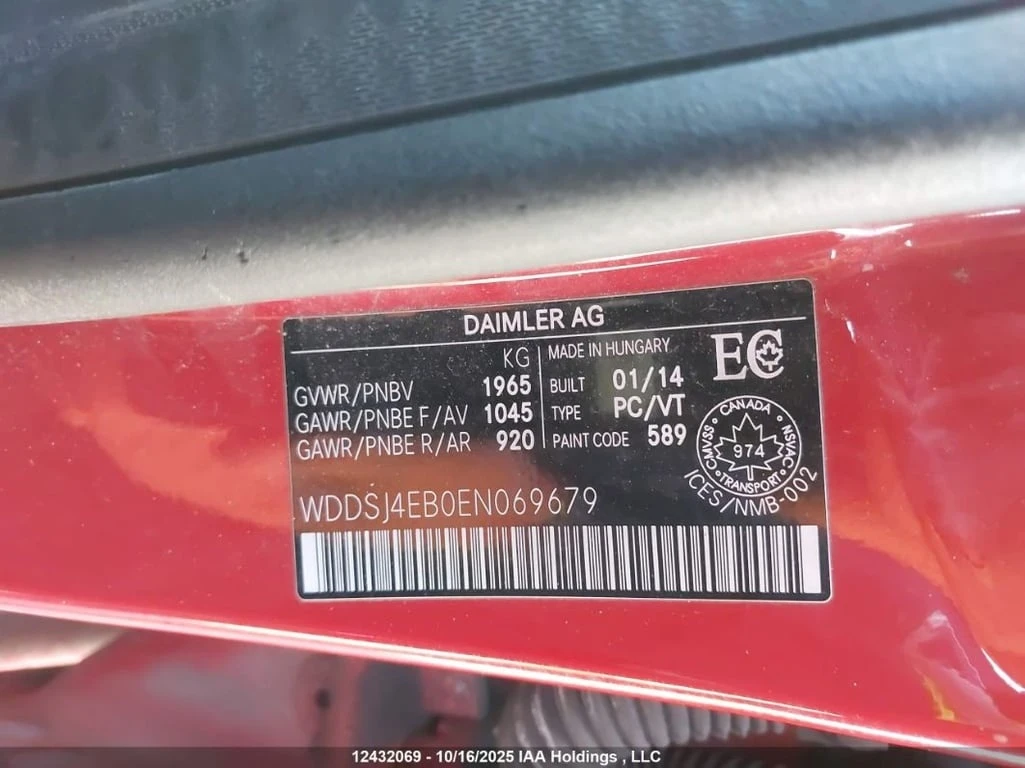 DAIMLER AG
KG
GVWR/PNBV 1965
GAWR/PNBE F/AV 1045
GAWR/PNBE R/AR 920
MADE IN HUNGARY
BUILT 01/14
TYPE PC/VT
PAINT CODE 589
EC
CANADA
CMVSS 974 NSVAC
TRANSPORT
ICES/NMB-002
WDDSJ4EB0EN069679
12432069 - 10/16/2025 IAA Holdings , LLC